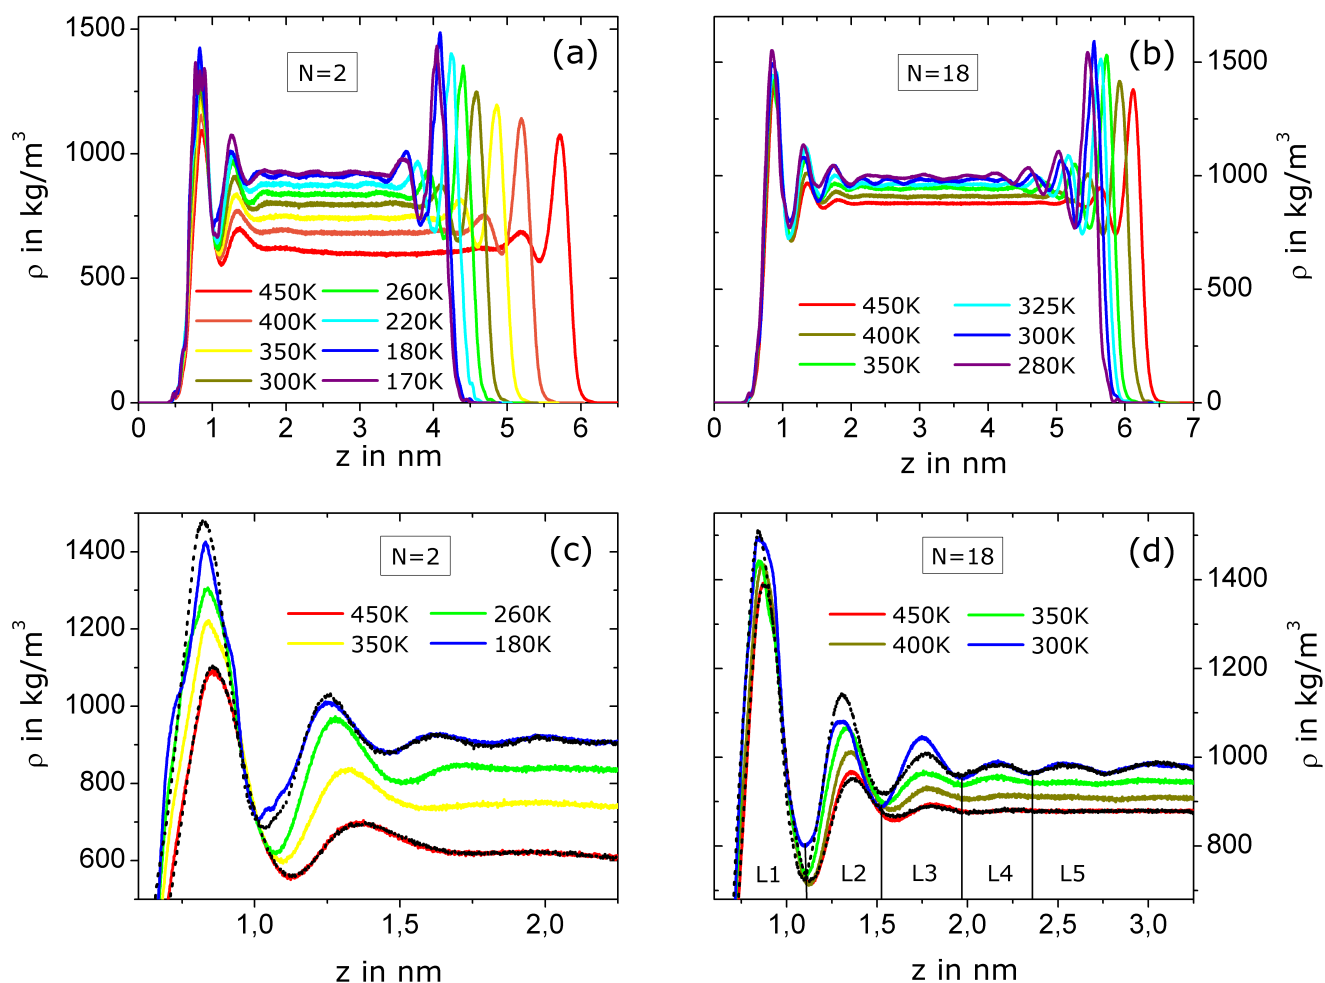 (a)
N=2
ρ in kg/m³
1500
1000
500
0
450K 260K
400K 220K
350K 180K
300K 170K
0 1 2 3 4 5 6
z in nm
(b)
N=18
450K 325K
400K 300K
350K 280K
1500
1000
500
0
ρ in kg/m³
0 1 2 3 4 5 6 7
z in nm
(c)
N=2
ρ in kg/m³
1400
1200
1000
800
600
450K 260K
350K 180K
1,0 1,5 2,0
z in nm
(d)
N=18
450K 350K
400K 300K
1400
1200
1000
800
ρ in kg/m³
L1 L2 L3 L4 L5
1,0 1,5 2,0 2,5 3,0
z in nm